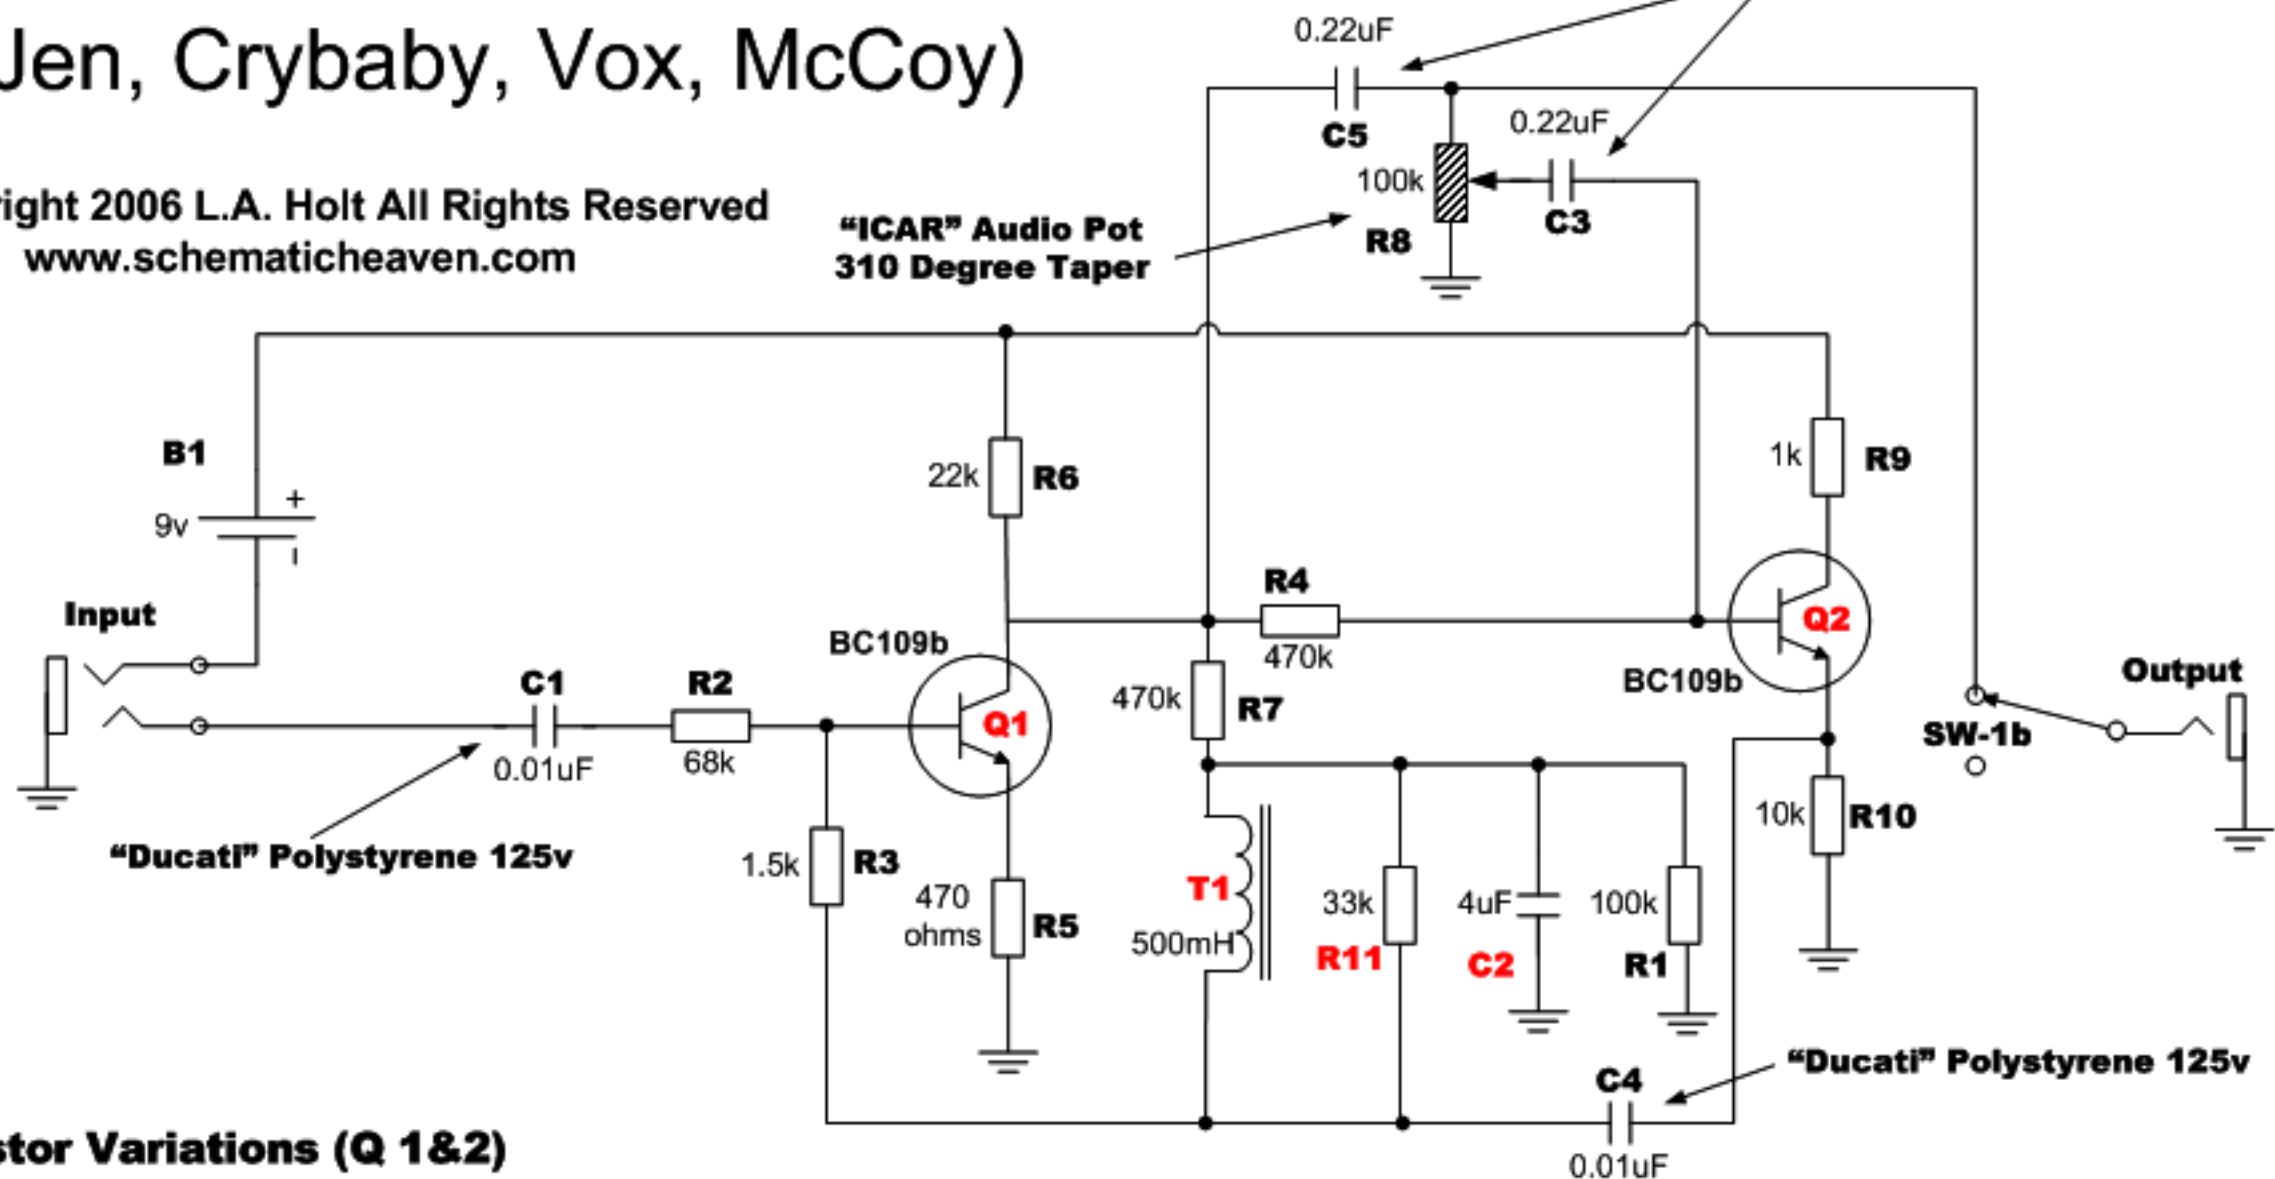 Jen, Crybaby, Vox, McCoy)
right 2006 L.A. Holt All Rights Reserved
www.schematicheaven.com
0.22uF
C5
0.22uF
C3
100k
R8
“ICAR” Audio Pot
310 Degree Taper
B1
9v
+
-
22k
R6
1k
R9
Input
BC109b
Q1
R4
470k
Q2
BC109b
C1
0.01uF
R2
68k
470k
R7
Output
SW-1b
“Ducati” Polystyrene 125v
1.5k
R3
470
ohms
R5
T1
500mH
33k
R11
4uF
C2
100k
R1
10k
R10
“Ducati” Polystyrene 125v
C4
0.01uF
stor Variations (Q 1&2)